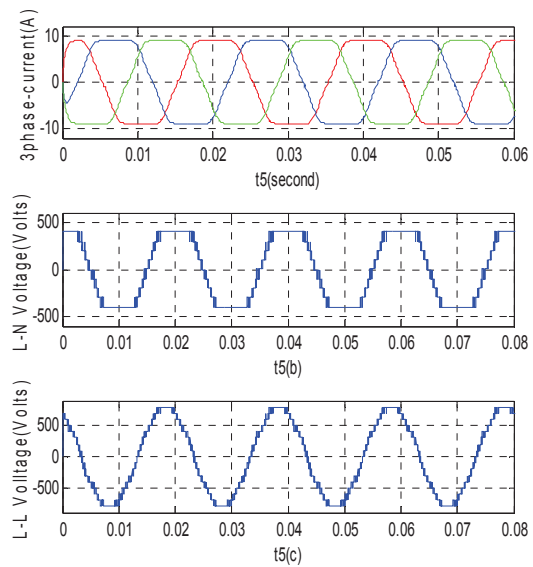 3phase-current(A)
10
0
-10
0 0.01 0.02 0.03 0.04 0.05 0.06
t5(second)
L-N Voltage(Volts)
500
0
-500
0 0.01 0.02 0.03 0.04 0.05 0.06 0.07 0.08
t5(b)
L-L Volltage(Volts)
500
0
-500
0 0.01 0.02 0.03 0.04 0.05 0.06 0.07 0.08
t5(c)